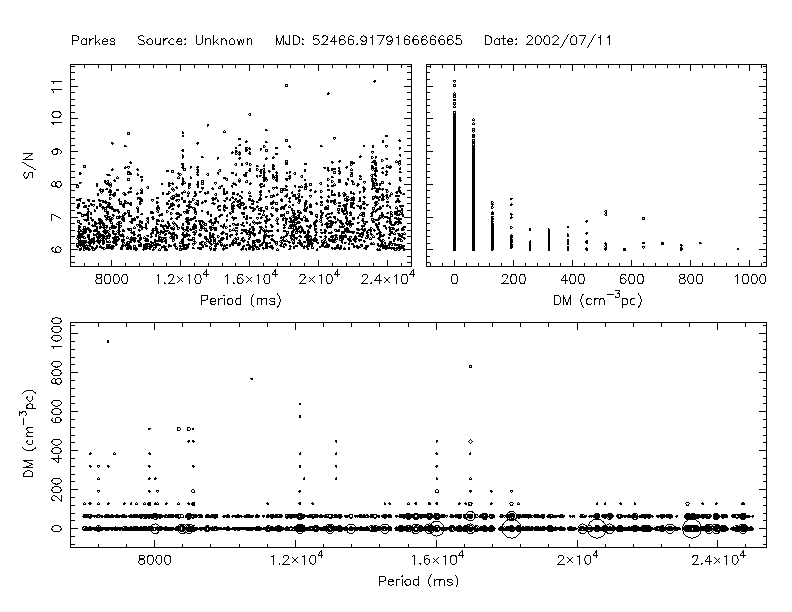 Parkes Source: Unknown MJD: 52466.917916666665 Date: 2002/07/11
S/N
6 7 8 9 10 11
8000 1.2×10⁴ 1.6×10⁴ 2×10⁴ 2.4×10⁴
Period (ms)
0 200 400 600 800 1000
DM (cm⁻³pc)
DM (cm⁻³pc)
0 200 400 600 800 1000
8000 1.2×10⁴ 1.6×10⁴ 2×10⁴ 2.4×10⁴
Period (ms)